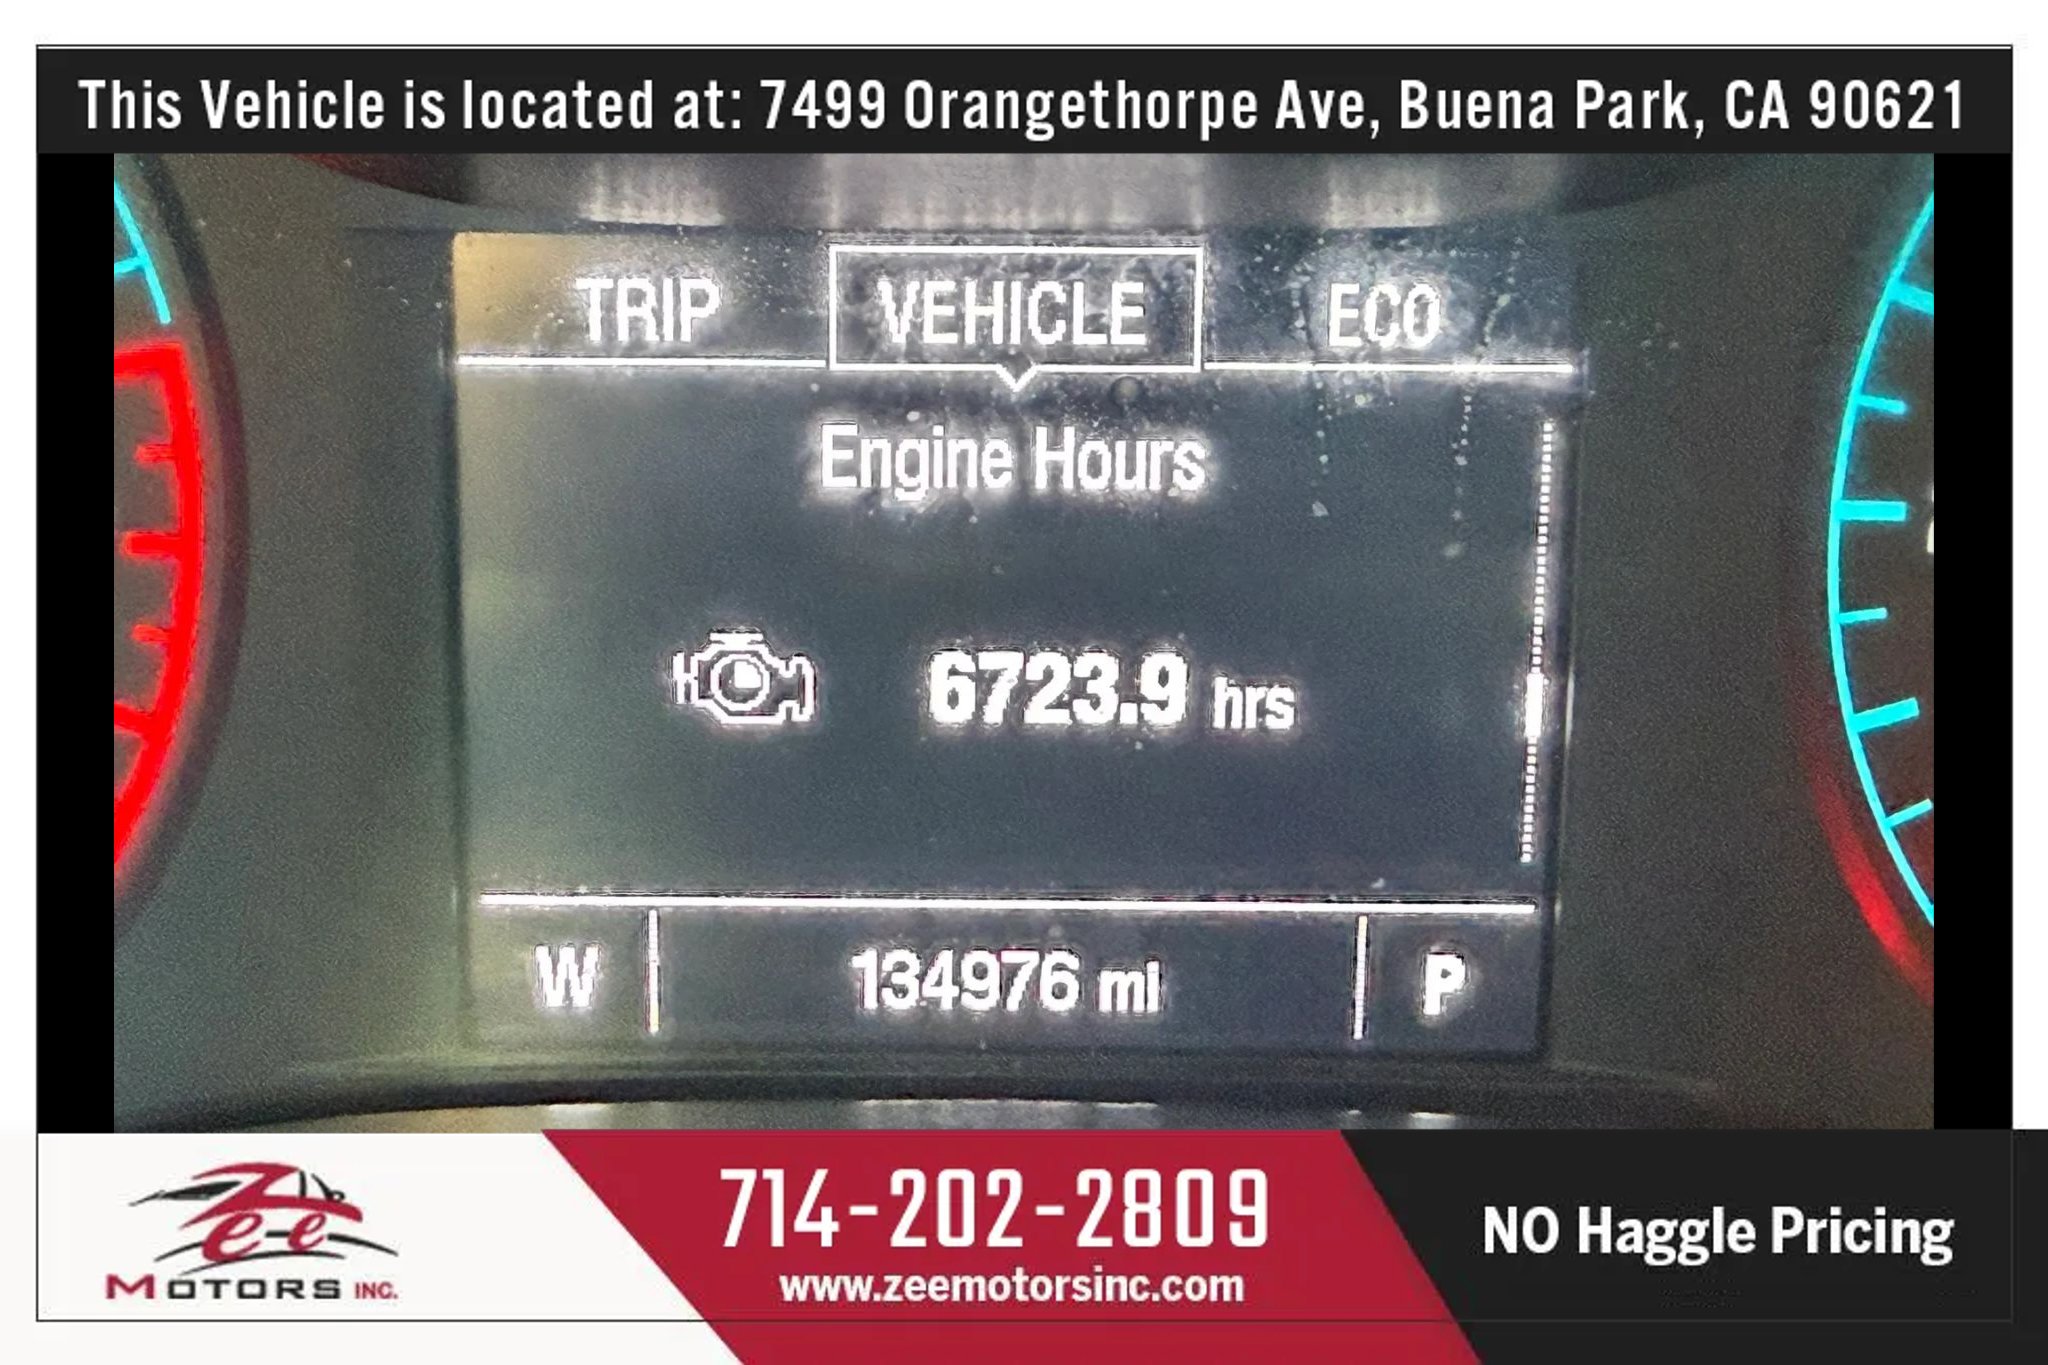 This Vehicle is located at: 7499 Orangethorpe Ave, Buena Park, CA 90621
TRIP VEHICLE ECO
Engine Hours
6723.9 hrs
W 134976 mi P
Zee
MOTORS INC.
714-202-2809
www.zeemotorsinc.com
NO Haggle Pricing